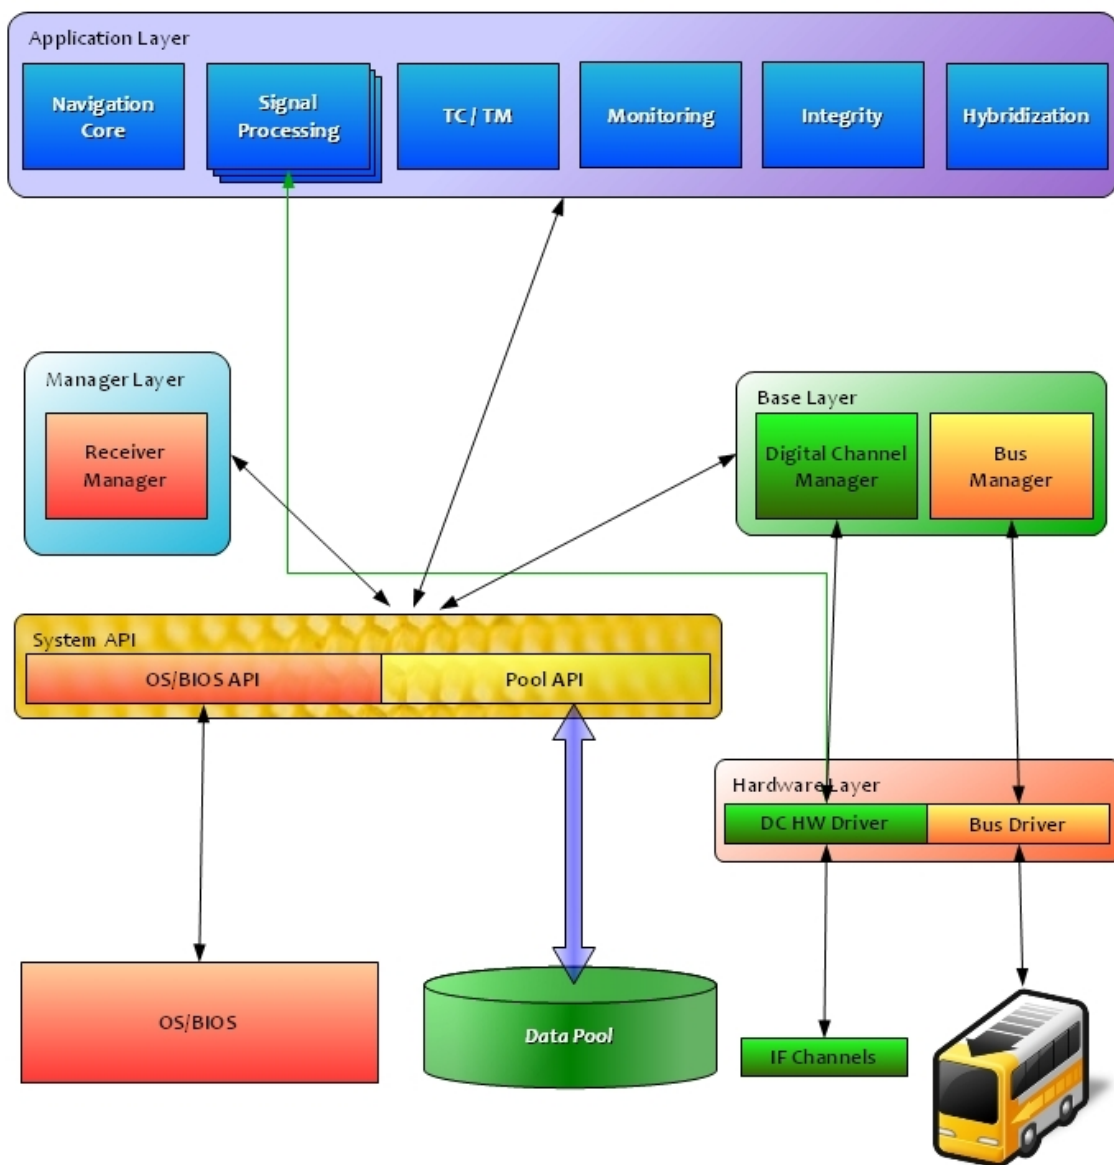 Application Layer
Navigation
Core
Signal
Processing
TC / TM
Monitoring
Integrity
Hybridization
Manager Layer
Receiver
Manager
Base Layer
Digital Channel
Manager
Bus
Manager
System API
OS/BIOS API
Pool API
Hardware Layer
DC HW Driver
Bus Driver
OS/BIOS
Data Pool
IF Channels